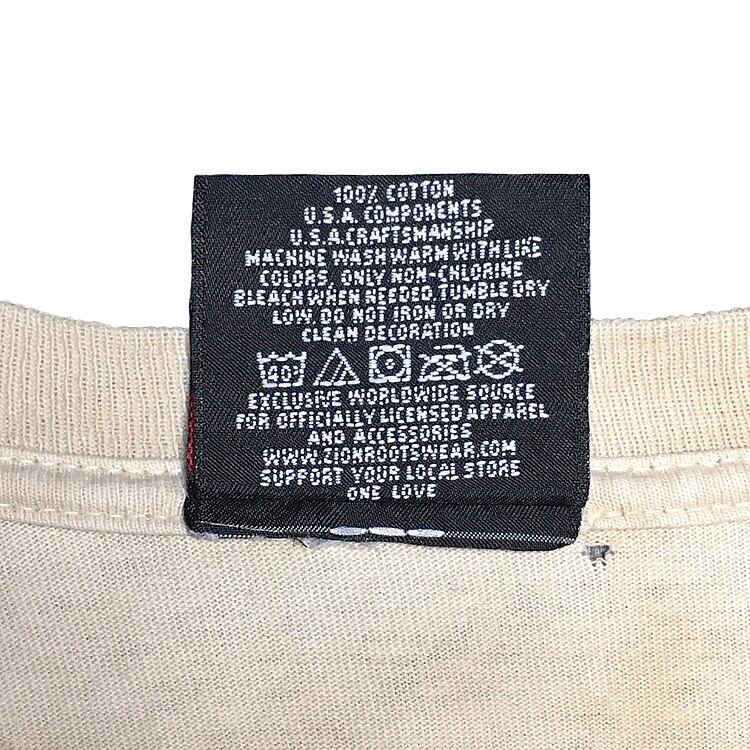 100% COTTON
U.S.A. COMPONENTS
U.S.A.CRAFTSMANSHIP
MACHINE WASH WARM WITH LIKE
COLORS, ONLY NON-CHLORINE
BLEACH WHEN NEEDED, TUMBLE DRY
LOW, DO NOT IRON OR DRY
CLEAN DECORATION
40°
EXCLUSIVE WORLDWIDE SOURCE
FOR OFFICIALLY LICENSED APPAREL
AND ACCESSORIES
WWW.ZIONROOTSWEAR.COM
SUPPORT YOUR LOCAL STORE
ONE LOVE